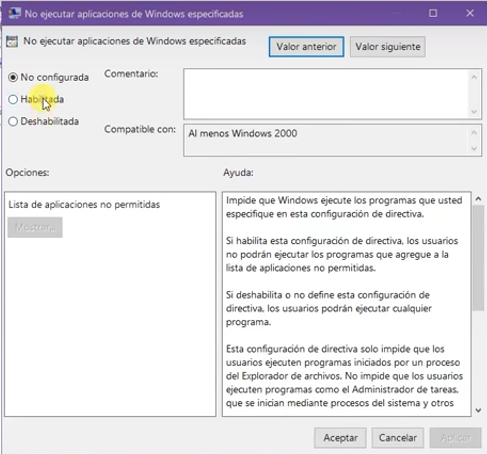 No ejecutar aplicaciones de Windows especificadas
No ejecutar aplicaciones de Windows especificadas
Valor anterior
Valor siguiente
No configurada
Habilitada
Deshabilitada
Comentario:
Compatible con:
Al menos Windows 2000
Opciones:
Ayuda:
Lista de aplicaciones no permitidas
Mostrar...
Impide que Windows ejecute los programas que usted
especifique en esta configuración de directiva.
Si habilita esta configuración de directiva, los usuarios
no podrán ejecutar los programas que agregue a la
lista de aplicaciones no permitidas.
Si deshabilita o no define esta configuración de
directiva, los usuarios podrán ejecutar cualquier
programa.
Esta configuración de directiva solo impide que los
usuarios ejecuten programas iniciados por un proceso
del Explorador de archivos. No impide que los usuarios
ejecuten programas como el Administrador de tareas,
que se inician mediante procesos del sistema y otros
Aceptar
Cancelar
Aplicar